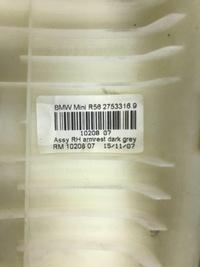 BMW Mini R56 2753316.9
10208 07
Assy RH armrest dark grey
RM 10208 07 15/11/07